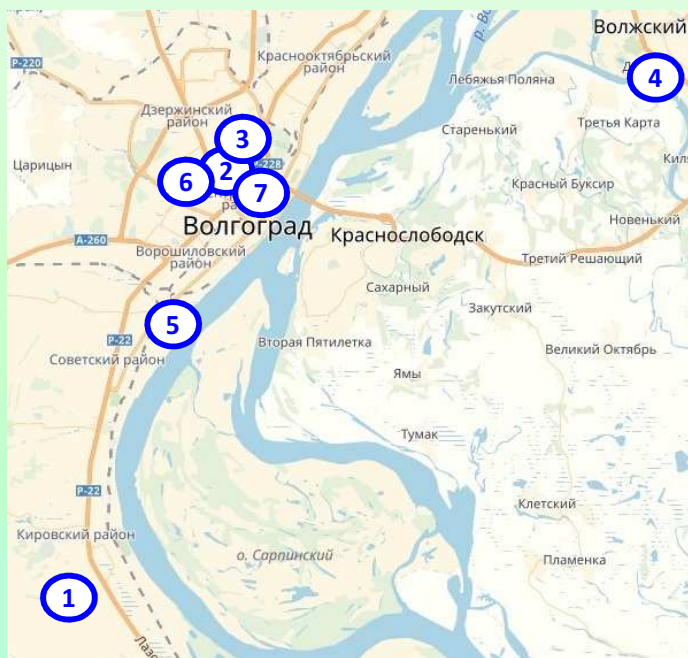 Волжский
р. Во
Краснооктябрьский
район
Р-220
Лебяжья Поляна
4
Дзержинский
район
Третья Карта
Старенький
3
Царицын
Р-228
2
6
7
Красный Буксир
Киля
Новенький
Волгоград
Краснослободск
А-260
Ворошиловский
район
Третий Решающий
Сахарный
Закутский
5
Р-22
Вторая Пятилетка
Советский район
Великий Октябрь
Ямы
Тумак
Р-22
Клетский
Кировский район
о. Сарпинский
Пламенка
1
Лазо